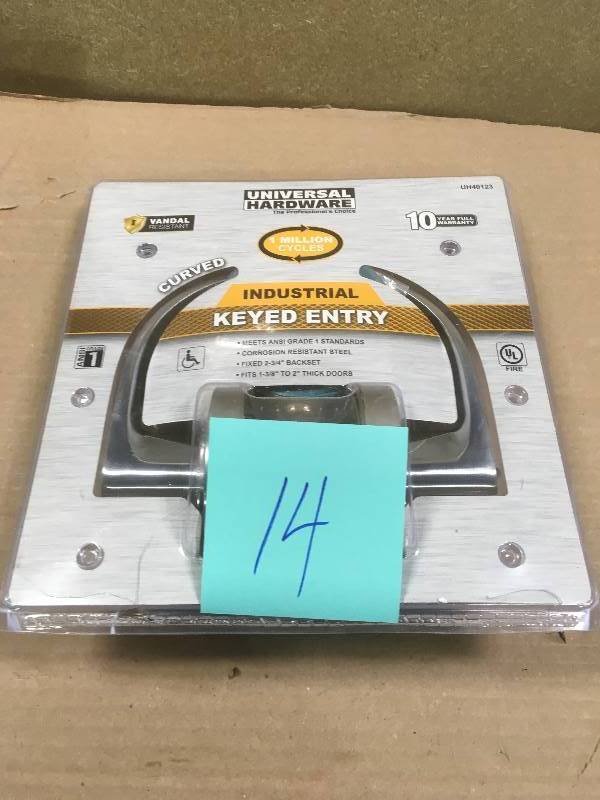 UH40123
UNIVERSAL
HARDWARE
The Professional's Choice
VANDAL
RESISTANT
10 YEAR FULL
WARRANTY
1 MILLION
CYCLES
CURVED
INDUSTRIAL
KEYED ENTRY
• MEETS ANSI GRADE 1 STANDARDS
• CORROSION RESISTANT STEEL
• FIXED 2-3/4" BACKSET
• FITS 1-3/8" TO 2" THICK DOORS
ANSI GRADE 1
UL
FIRE
14